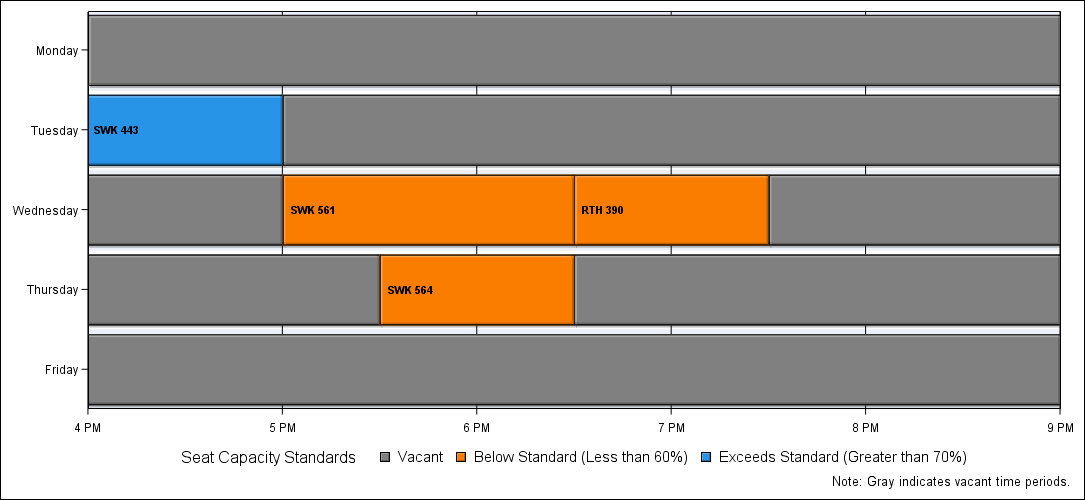 Monday
Tuesday
SWK 443
Wednesday
SWK 561
RTH 390
Thursday
SWK 564
Friday
4 PM 5 PM 6 PM 7 PM 8 PM 9 PM
Seat Capacity Standards Vacant Below Standard (Less than 60%) Exceeds Standard (Greater than 70%)
Note: Gray indicates vacant time periods.